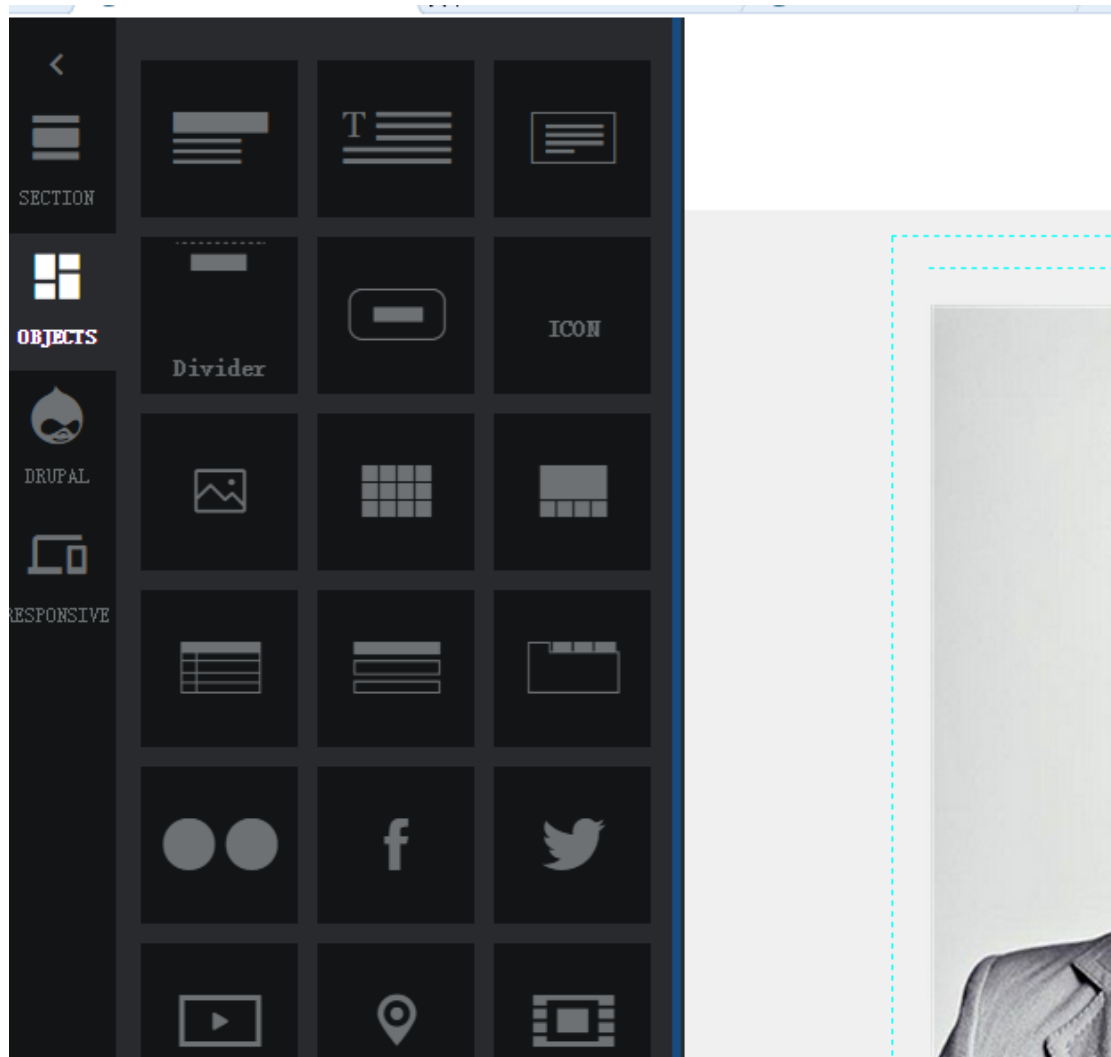 SECTION
OBJECTS
DRUPAL
RESPONSIVE
T
Divider
ICON